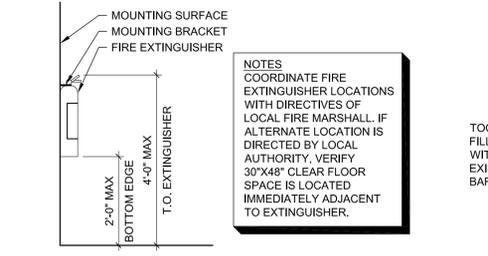 MOUNTING SURFACE
MOUNTING BRACKET
FIRE EXTINGUISHER
2'-0" MAX
BOTTOM EDGE
4'-0" MAX
T.O. EXTINGUISHER
NOTES
COORDINATE FIRE
EXTINGUISHER LOCATIONS
WITH DIRECTIVES OF
LOCAL FIRE MARSHALL. IF
ALTERNATE LOCATION IS
DIRECTED BY LOCAL
AUTHORITY, VERIFY
30"X48" CLEAR FLOOR
SPACE IS LOCATED
IMMEDIATELY ADJACENT
TO EXTINGUISHER.